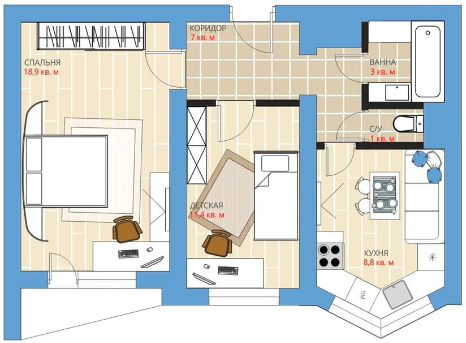 КОРИДОР
7 кв. м
СПАЛЬНЯ
18,9 кв. м
ВАННА
3 кв. м
С/У
1 кв. м
ДЕТСКАЯ
11,4 кв. м
КУХНЯ
8,8 кв. м
ПМ